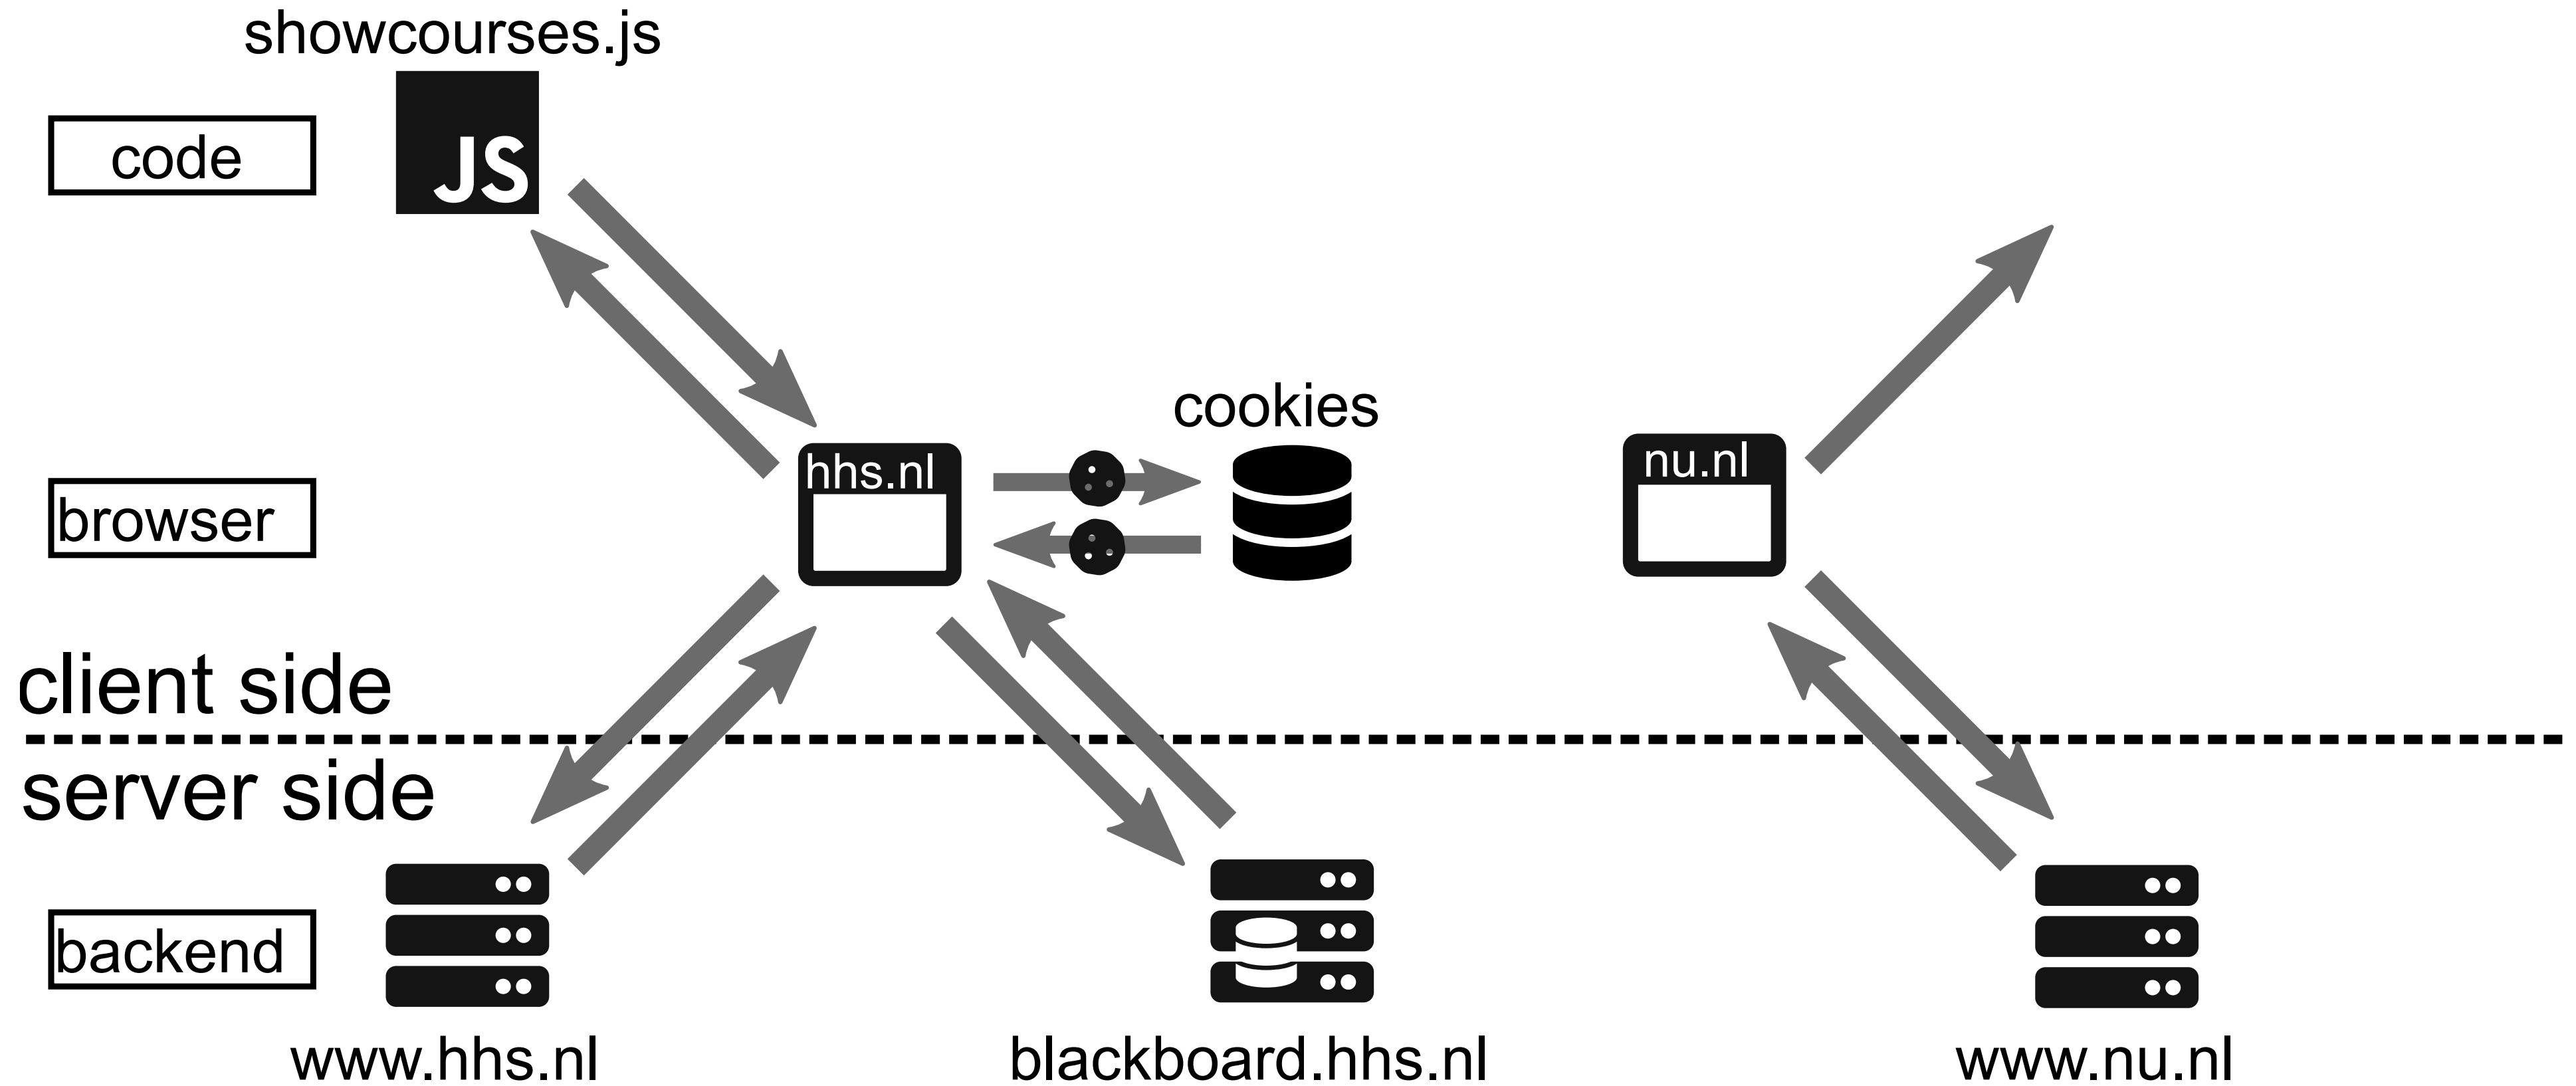 showcourses.js
code
JS
cookies
hhs.nl
nu.nl
browser
client side
server side
backend
www.hhs.nl
blackboard.hhs.nl
www.nu.nl